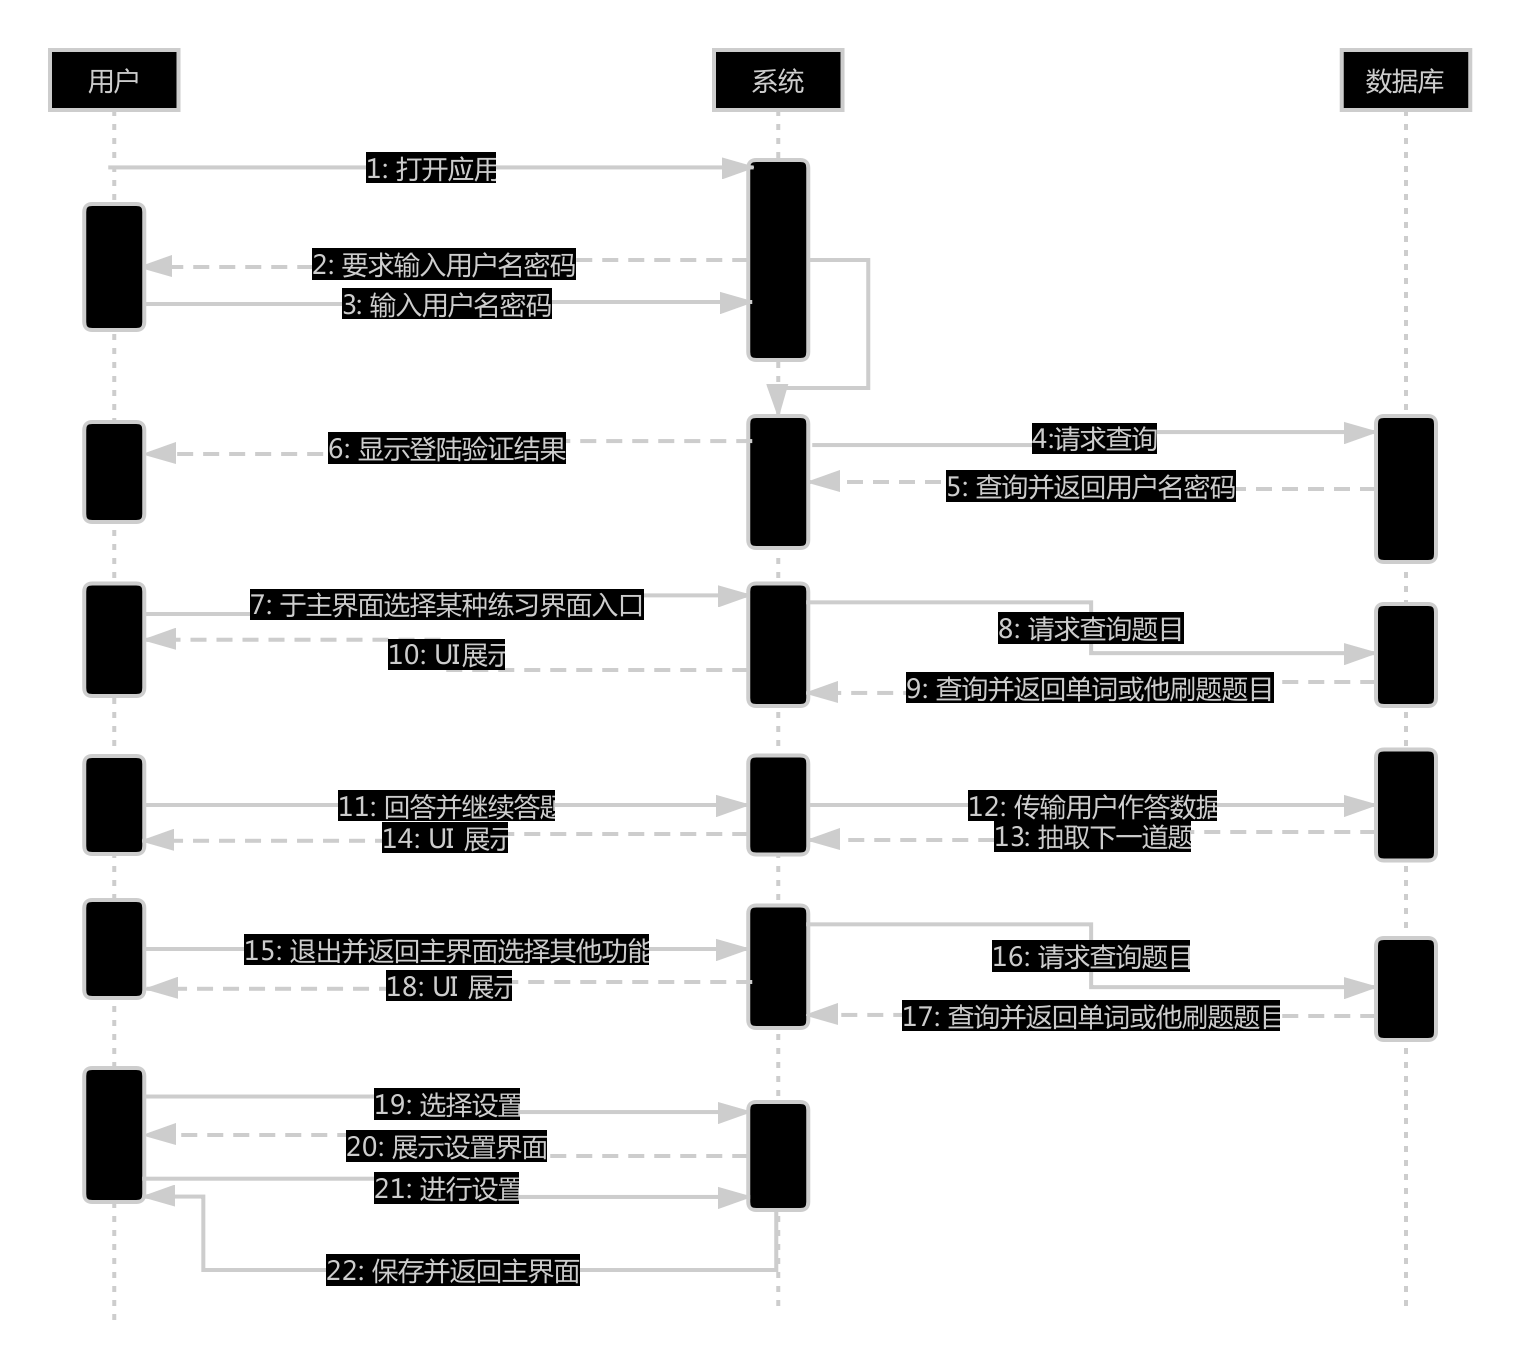 用户
系统
数据库
1: 打开应用
2: 要求输入用户名密码
3: 输入用户名密码
4:请求查询
6: 显示登陆验证结果
5: 查询并返回用户名密码
7: 于主界面选择某种练习界面入口
8: 请求查询题目
10: UI展示
9: 查询并返回单词或他刷题题目
11: 回答并继续答题
12: 传输用户作答数据
14: UI 展示
13: 抽取下一道题
15: 退出并返回主界面选择其他功能
16: 请求查询题目
18: UI 展示
17: 查询并返回单词或他刷题题目
19: 选择设置
20: 展示设置界面
21: 进行设置
22: 保存并返回主界面